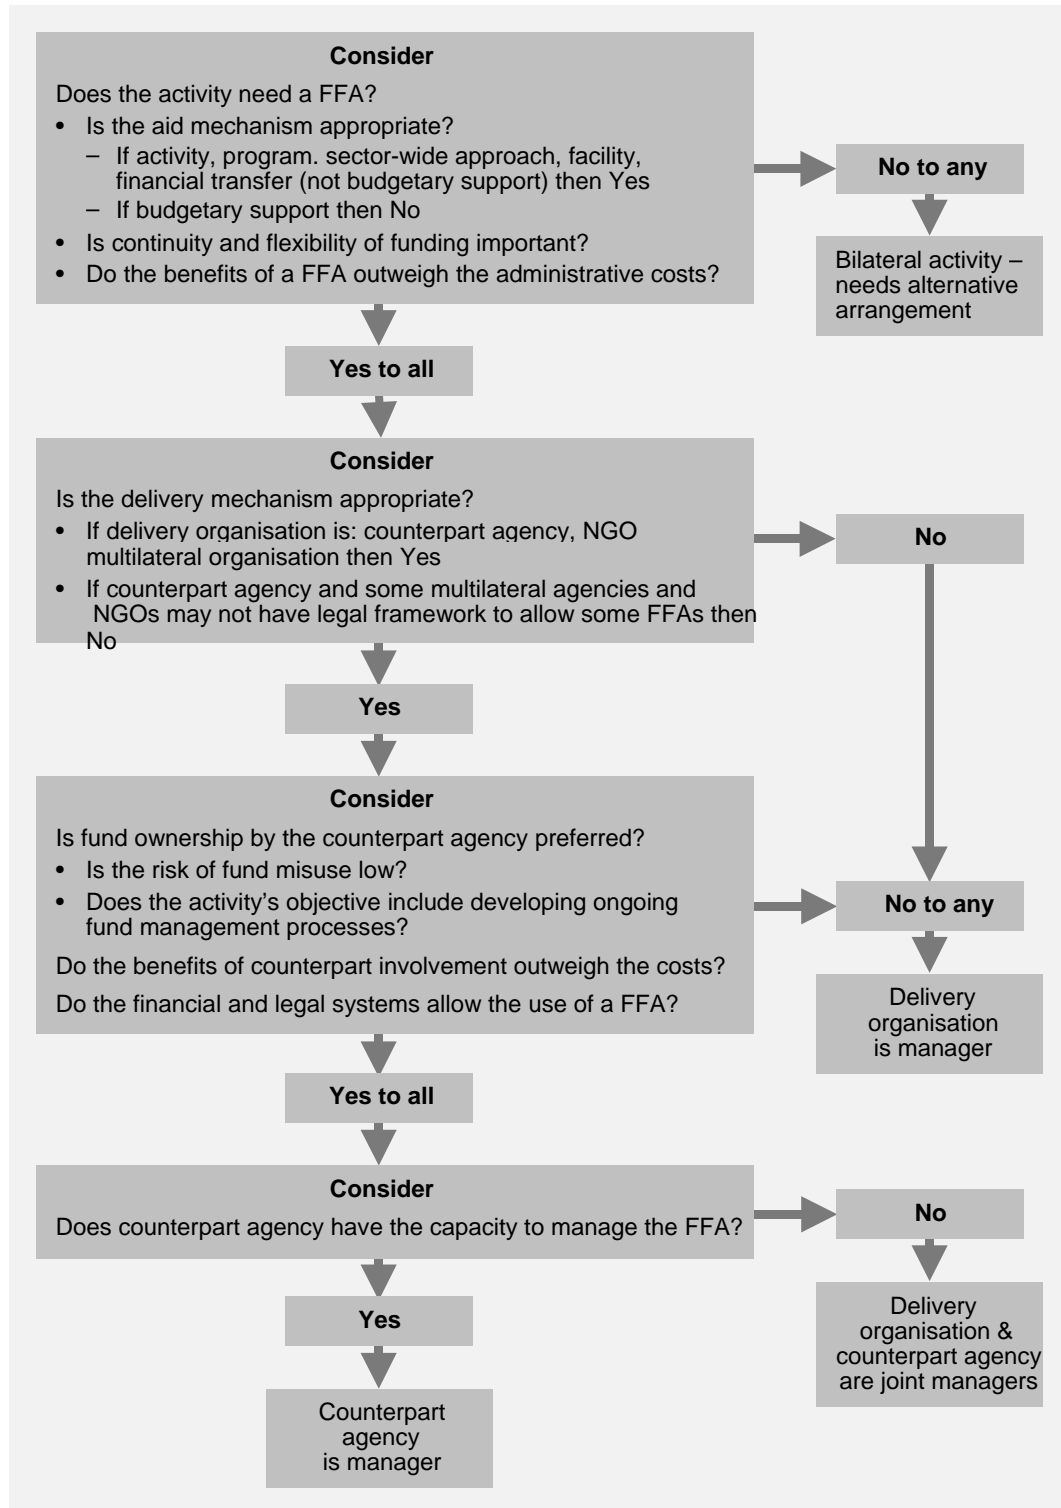 Consider
Does the activity need a FFA?
• Is the aid mechanism appropriate?
– If activity, program. sector-wide approach, facility,
financial transfer (not budgetary support) then Yes
– If budgetary support then No
• Is continuity and flexibility of funding important?
• Do the benefits of a FFA outweigh the administrative costs?
No to any
Bilateral activity –
needs alternative
arrangement
Yes to all
Consider
Is the delivery mechanism appropriate?
• If delivery organisation is: counterpart agency, NGO
multilateral organisation then Yes
• If counterpart agency and some multilateral agencies and
NGOs may not have legal framework to allow some FFAs then
No
No
Yes
Consider
Is fund ownership by the counterpart agency preferred?
• Is the risk of fund misuse low?
• Does the activity’s objective include developing ongoing
fund management processes?
Do the benefits of counterpart involvement outweigh the costs?
Do the financial and legal systems allow the use of a FFA?
No to any
Delivery
organisation
is manager
Yes to all
Consider
Does counterpart agency have the capacity to manage the FFA?
No
Delivery
organisation &
counterpart agency
are joint managers
Yes
Counterpart
agency
is manager